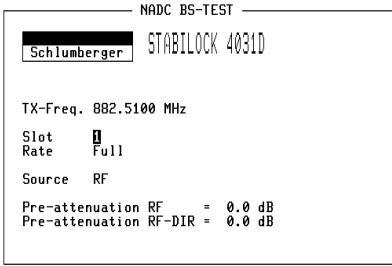 NADC BS-TEST
Schlumberger STABILOCK 4031D
TX-Freq. 882.5100 MHz
Slot 1
Rate Full
Source RF
Pre-attenuation RF = 0.0 dB
Pre-attenuation RF-DIR = 0.0 dB